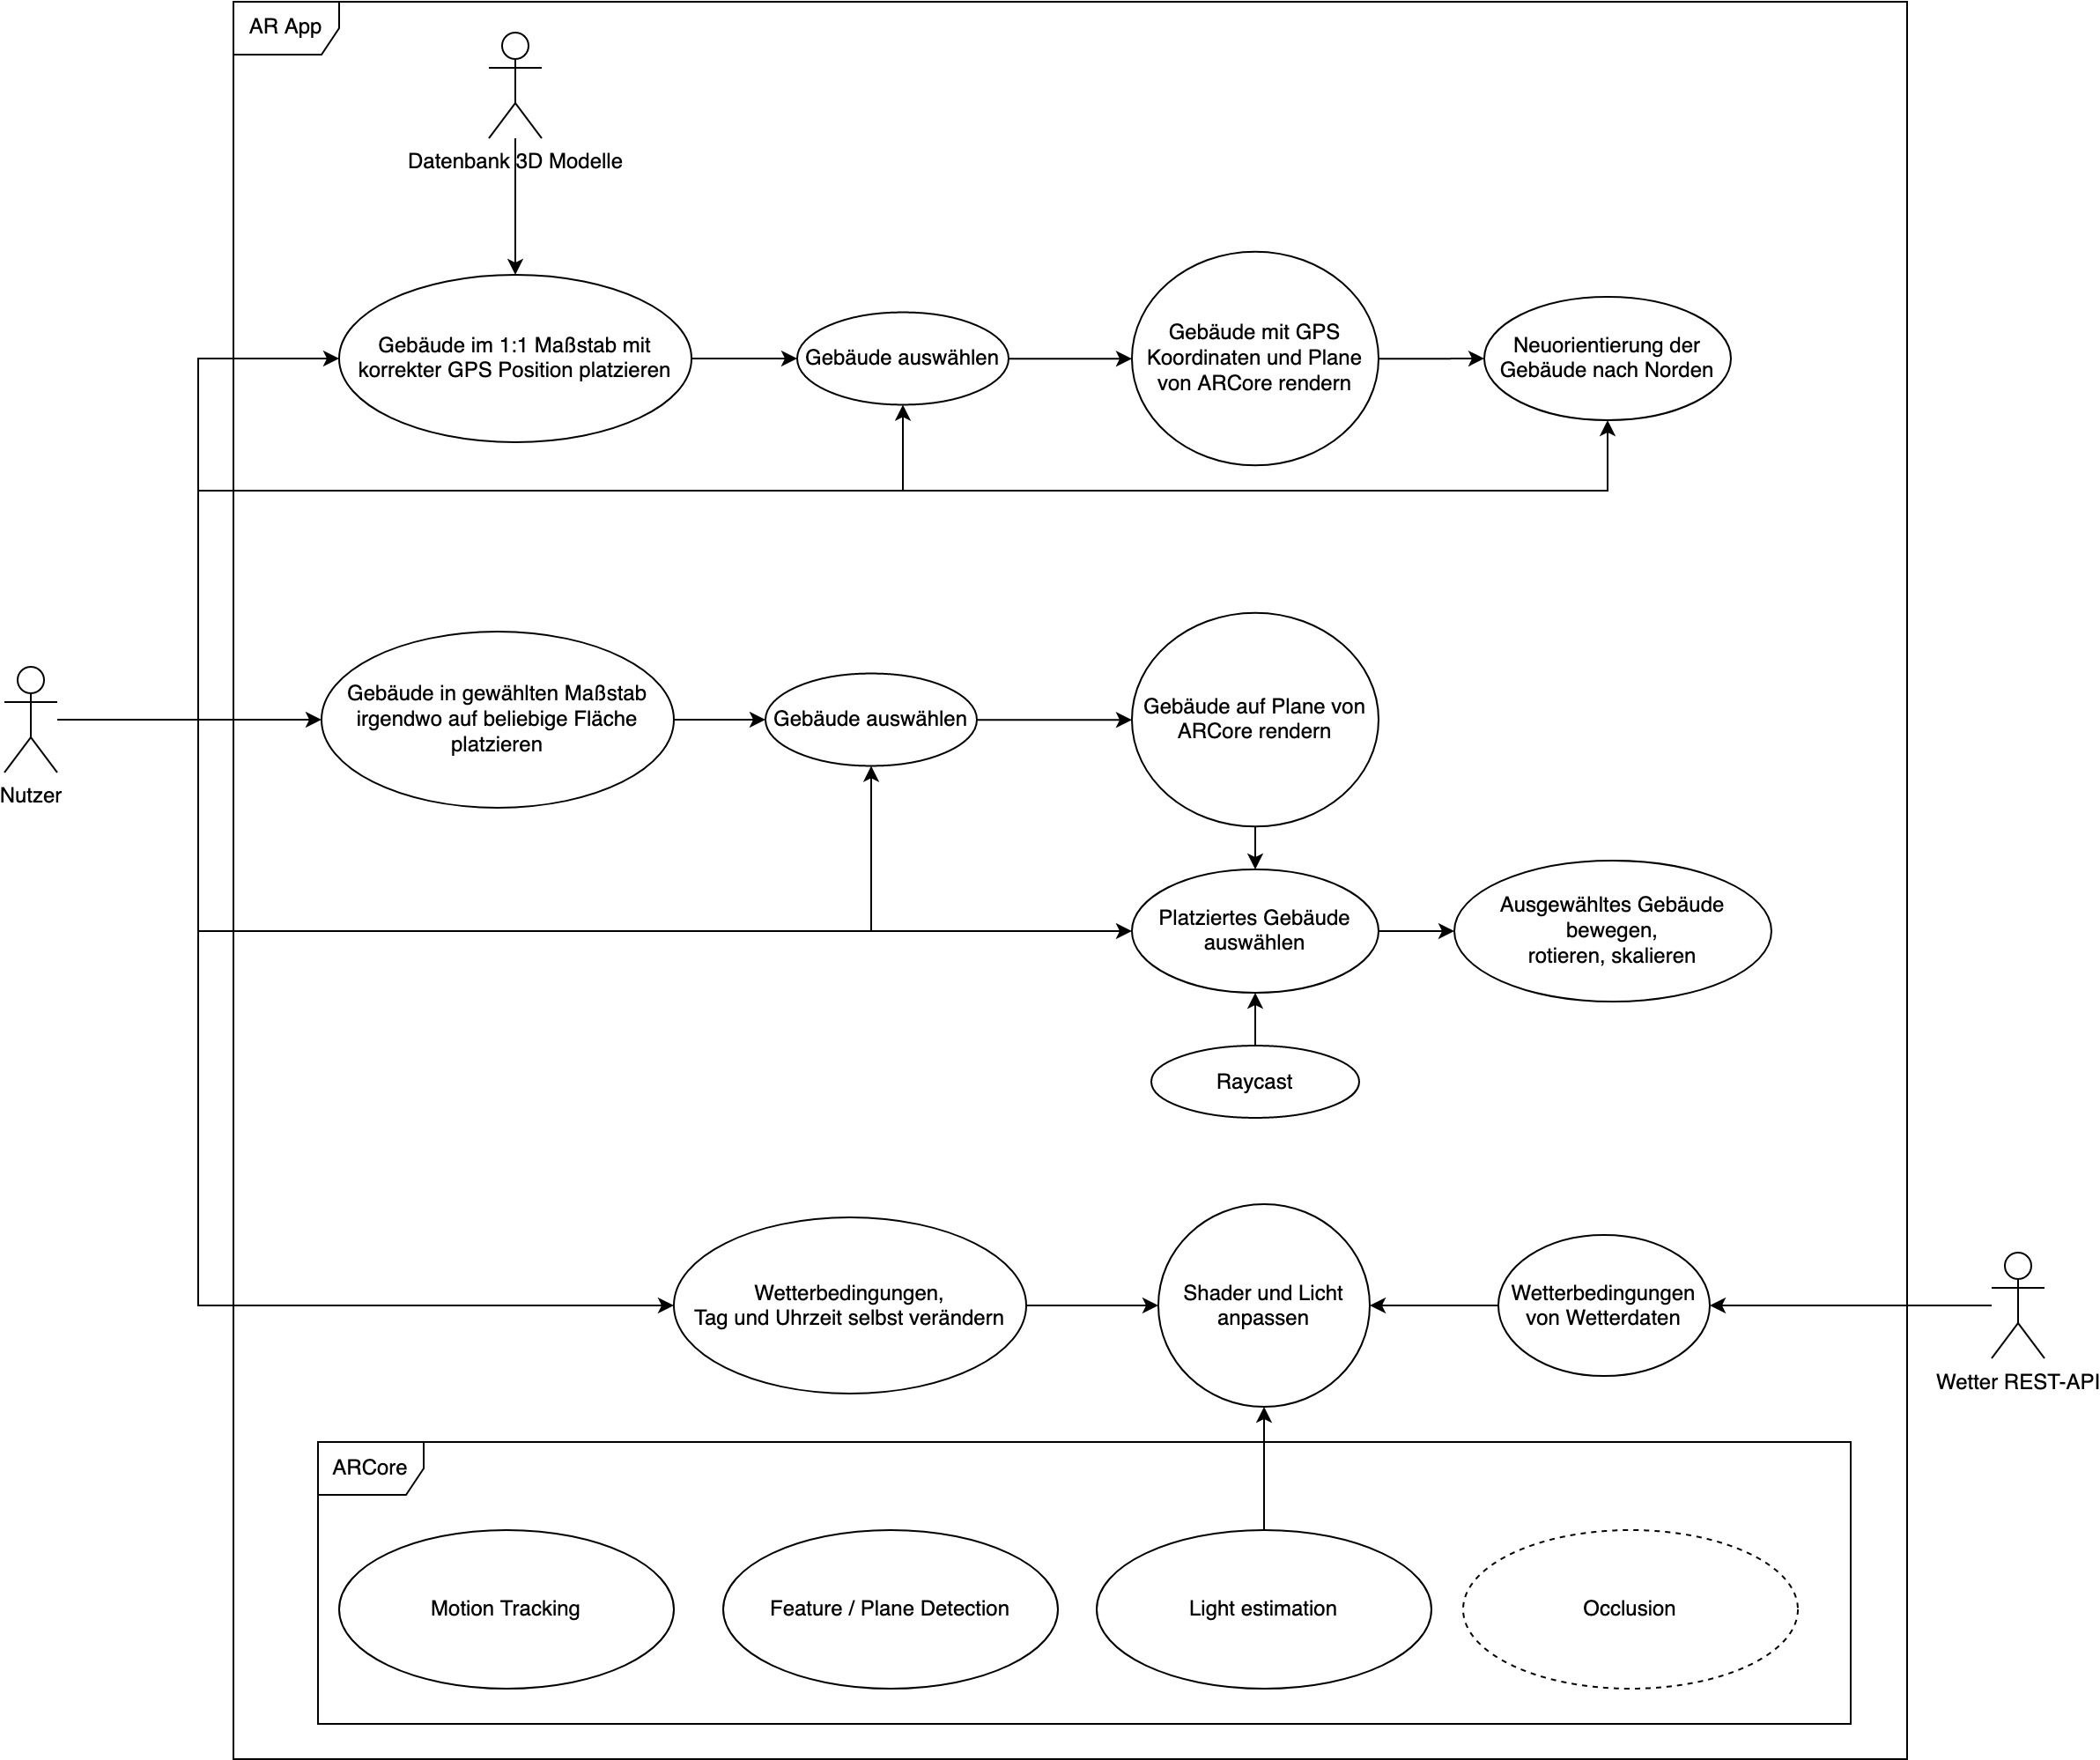 AR App
Datenbank 3D Modelle
Gebäude im 1:1 Maßstab mit
korrekter GPS Position platzieren
Gebäude auswählen
Gebäude mit GPS
Koordinaten und Plane
von ARCore rendern
Neuorientierung der
Gebäude nach Norden
Nutzer
Gebäude in gewählten Maßstab
irgendwo auf beliebige Fläche
platzieren
Gebäude auswählen
Gebäude auf Plane von
ARCore rendern
Platziertes Gebäude
auswählen
Ausgewähltes Gebäude
bewegen,
rotieren, skalieren
Raycast
Wetterbedingungen,
Tag und Uhrzeit selbst verändern
Shader und Licht
anpassen
Wetterbedingungen
von Wetterdaten
Wetter REST-API
ARCore
Motion Tracking
Feature / Plane Detection
Light estimation
Occlusion